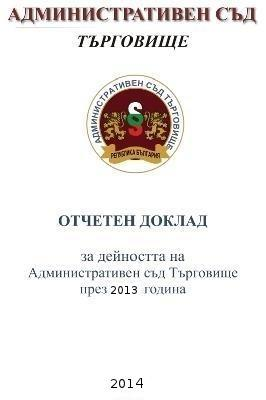 АДМИНИСТРАТИВЕН СЪД
ТЪРГОВИЩЕ
АДМИНИСТРАТИВЕН СЪД ТЪРГОВИЩЕ
РЕПУБЛИКА БЪЛГАРИЯ
ОТЧЕТЕН ДОКЛАД
за дейността на
Административен съд Търговище
през 2013 година
2014